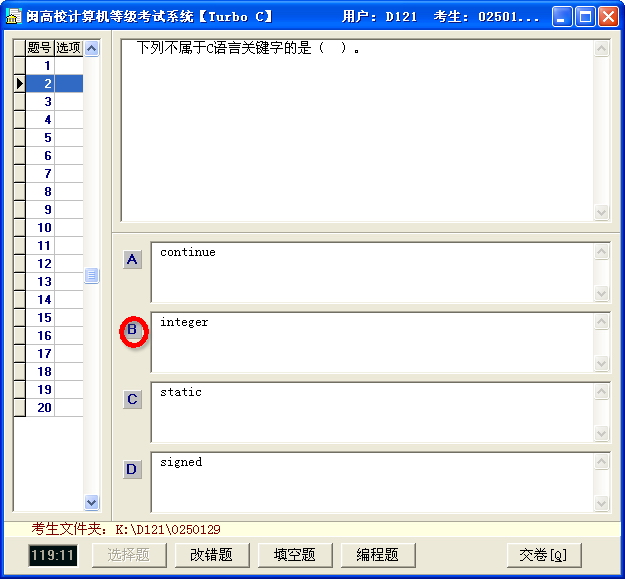 闽高校计算机等级考试系统【Turbo C】 用户: D121 考生: 02501...
题号 选项
1
2
3
4
5
6
7
8
9
10
11
12
13
14
15
16
17
18
19
20
下列不属于C语言关键字的是( )。
A continue
B integer
C static
D signed
考生文件夹: K:\D121\0250129
119:11 选择题 改错题 填空题 编程题 交卷[Q]